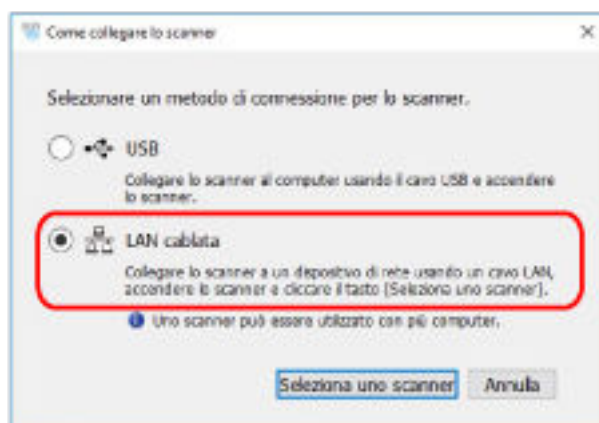 Come collegare lo scanner
Selezionare un metodo di connessione per lo scanner.
USB
Collegare lo scanner al computer usando il cavo USB e accendere
lo scanner.
LAN cablata
Collegare lo scanner a un dispositivo di rete usando un cavo LAN,
accendere lo scanner e cliccare il tasto [Seleziona uno scanner].
Uno scanner può essere utilizzato con più computer.
Seleziona uno scanner
Annulla